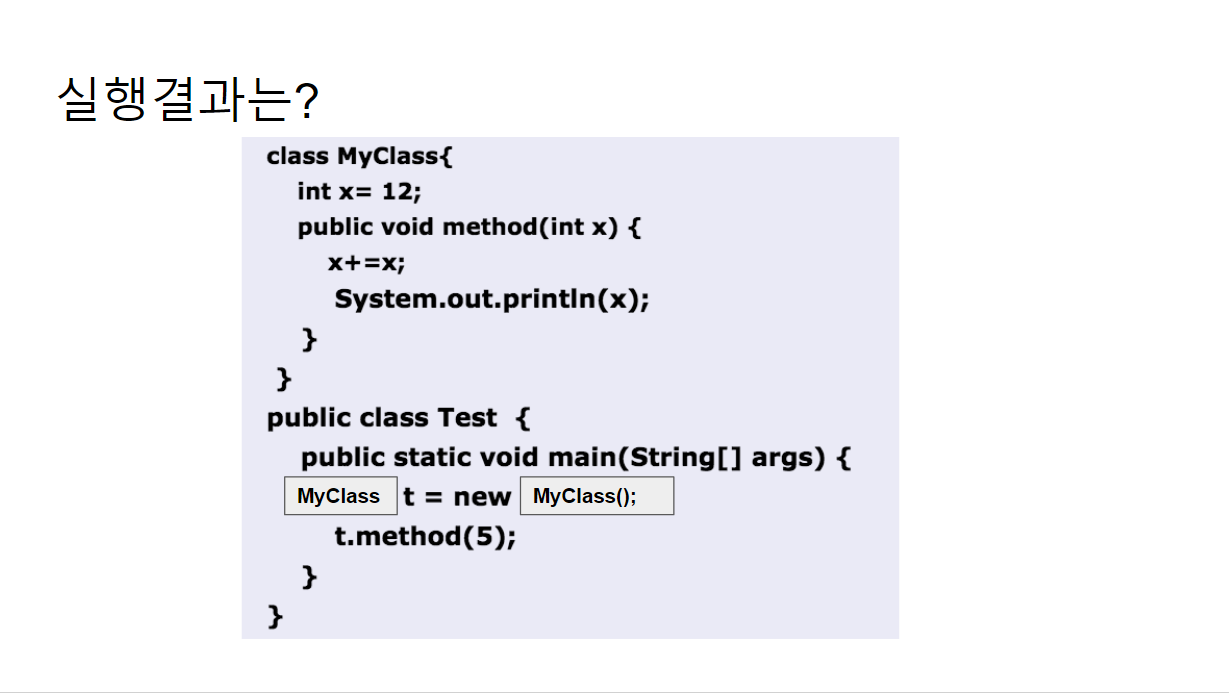 실행결과는?
class MyClass{
int x= 12;
public void method(int x) {
x+=x;
System.out.println(x);
}
}
public class Test {
public static void main(String[] args) {
MyClass t = new MyClass();
t.method(5);
}
}